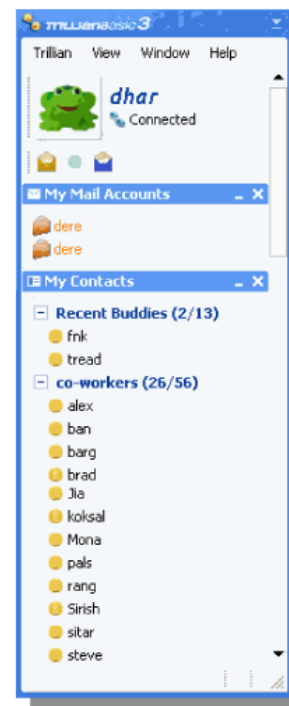 trillian basic 3
Trillian View Window Help
dhar
Connected
My Mail Accounts
dere
dere
My Contacts
Recent Buddies (2/13)
fnk
tread
co-workers (26/56)
alex
ban
barg
brad
Jia
koksal
Mona
pals
rang
Sirish
sitar
steve